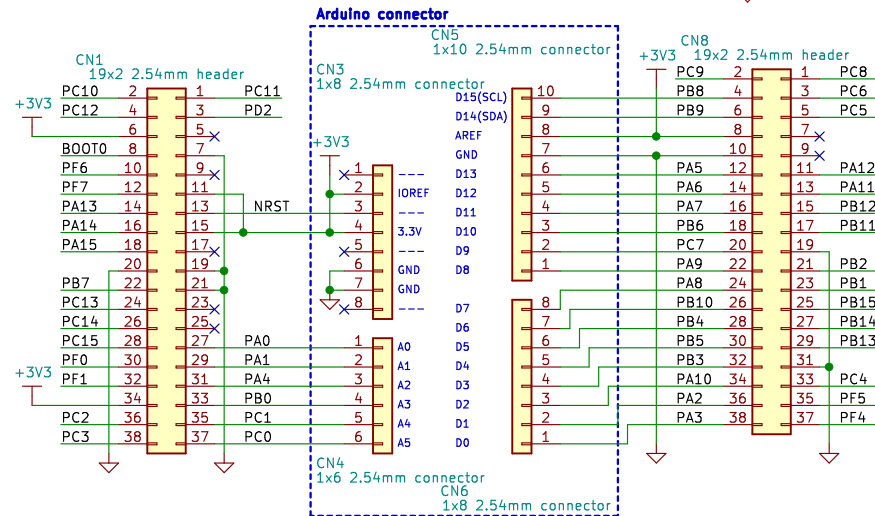 Arduino connector
CN1
19x2 2.54mm header
PC10 2 1 PC11
+3V3
PC12 4 3 PD2
6 5
BOOT0 8 7
PF6 10 9
PF7 12 11
PA13 14 13 NRST
PA14 16 15
PA15 18 17
20 19
PB7 22 21
PC13 24 23
PC14 26 25
PC15 28 27 PA0
PF0 30 29 PA1
+3V3
PF1 32 31 PA4
34 33 PB0
PC2 36 35 PC1
PC3 38 37 PC0
CN3
1x8 2.54mm connector
+3V3
1 ---
2 IOREF
3 ---
4 3.3V
5 ---
6 GND
7 GND
8 ---
1 A0
2 A1
3 A2
4 A3
5 A4
6 A5
CN4
1x6 2.54mm connector
CN5
1x10 2.54mm connector
D15(SCL) 10
D14(SDA) 9
AREF 8
GND 7
D13 6
D12 5
D11 4
D10 3
D9 2
D8 1
D7 8
D6 7
D5 6
D4 5
D3 4
D2 3
D1 2
D0 1
CN6
1x8 2.54mm connector
CN8
+3V3 19x2 2.54mm header
PC9 2 1 PC8
PB8 4 3 PC6
PB9 6 5 PC5
8 7
10 9
PA5 12 11 PA12
PA6 14 13 PA11
PA7 16 15 PB12
PB6 18 17 PB11
PC7 20 19
PA9 22 21 PB2
PA8 24 23 PB1
PB10 26 25 PB15
PB4 28 27 PB14
PB5 30 29 PB13
PB3 32 31
PA10 34 33 PC4
PA2 36 35 PF5
PA3 38 37 PF4